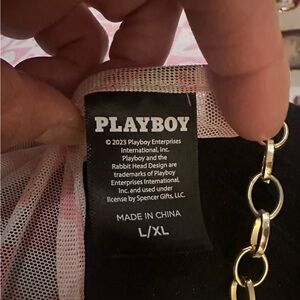 PLAYBOY
© 2023 Playboy Enterprises
International, Inc.
Playboy and the
Rabbit Head Design are
trademarks of Playboy
Enterprises International,
Inc. and used under
license by Spencer Gifts, LLC.
MADE IN CHINA
L/XL